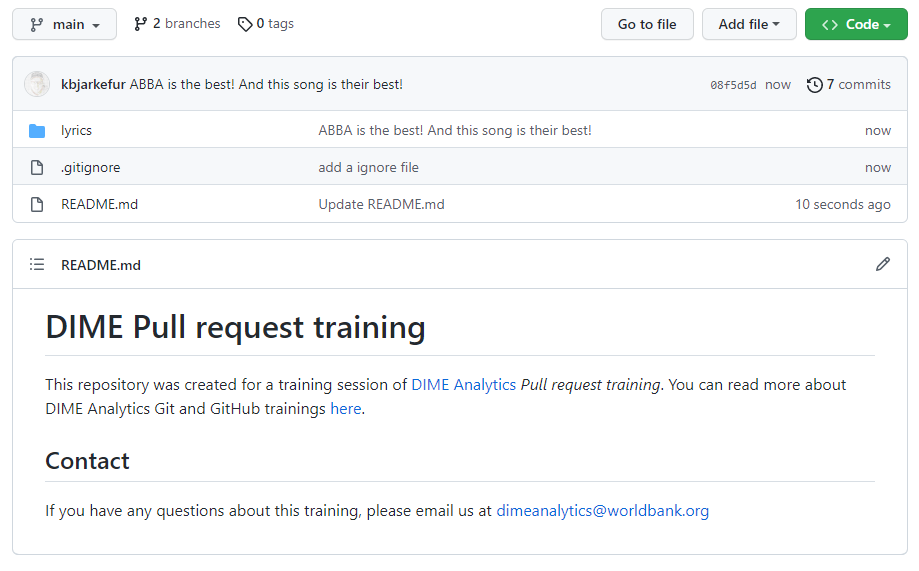 main 2 branches 0 tags Go to file Add file Code
kbjarkefur ABBA is the best! And this song is their best! 08f5d5d now 7 commits
lyrics ABBA is the best! And this song is their best! now
.gitignore add a ignore file now
README.md Update README.md 10 seconds ago
README.md
DIME Pull request training
This repository was created for a training session of DIME Analytics Pull request training. You can read more about
DIME Analytics Git and GitHub trainings here.
Contact
If you have any questions about this training, please email us at dimeanalytics@worldbank.org